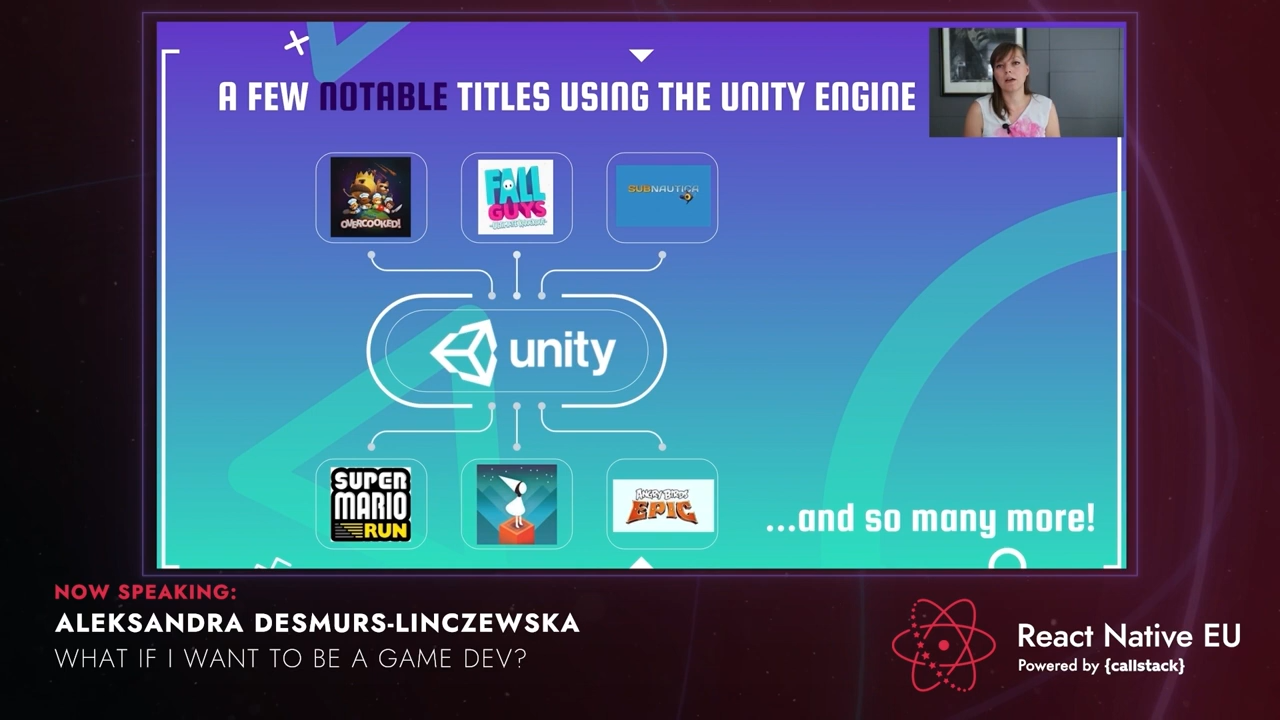 A FEW NOTABLE TITLES USING THE UNITY ENGINE
OVERCOOKED!
FALL
GUYS
SUBNAUTICA
unity
SUPER
MARIO
RUN
ANGRY BIRDS
EPIC
...and so many more!
NOW SPEAKING:
ALEKSANDRA DESMURS-LINCZEWSKA
WHAT IF I WANT TO BE A GAME DEV?
React Native EU
Powered by {callstack}